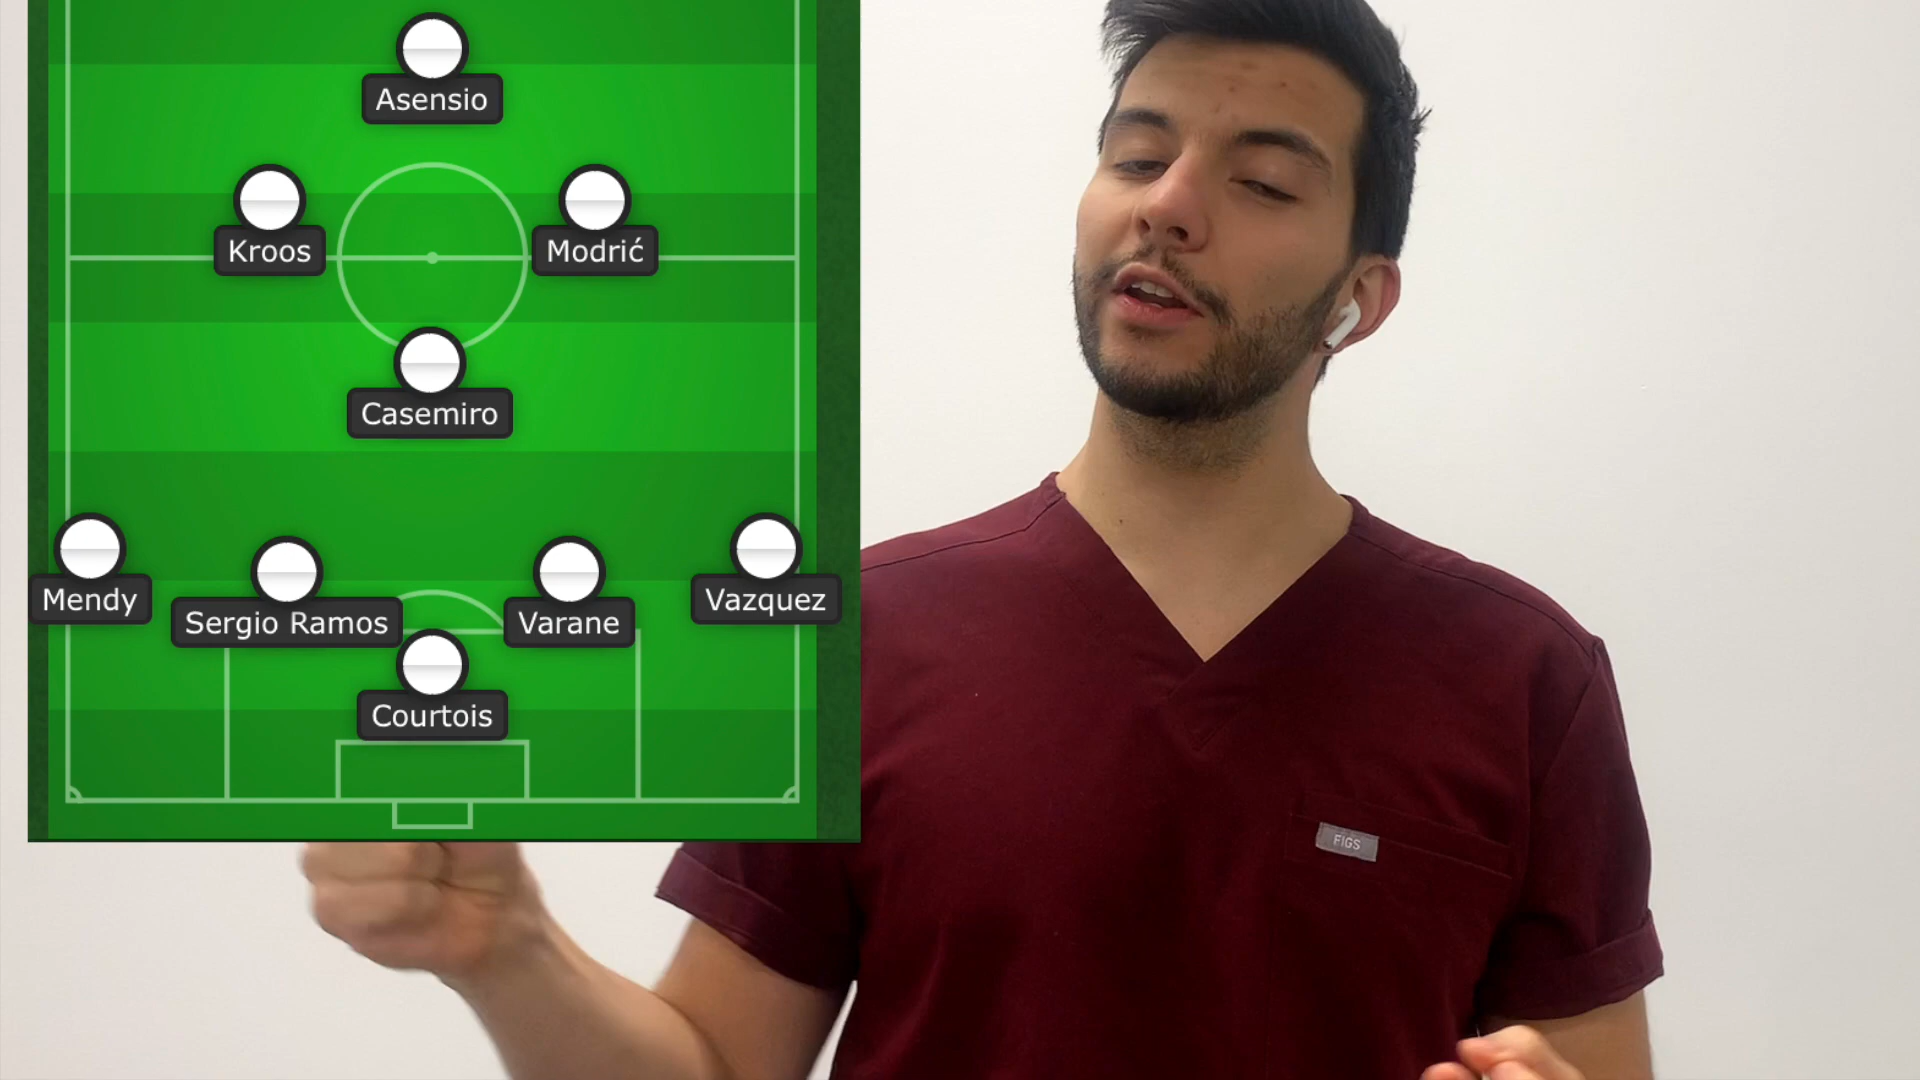 Asensio
Kroos
Modrić
Casemiro
Mendy
Sergio Ramos
Varane
Vazquez
Courtois
FIGS